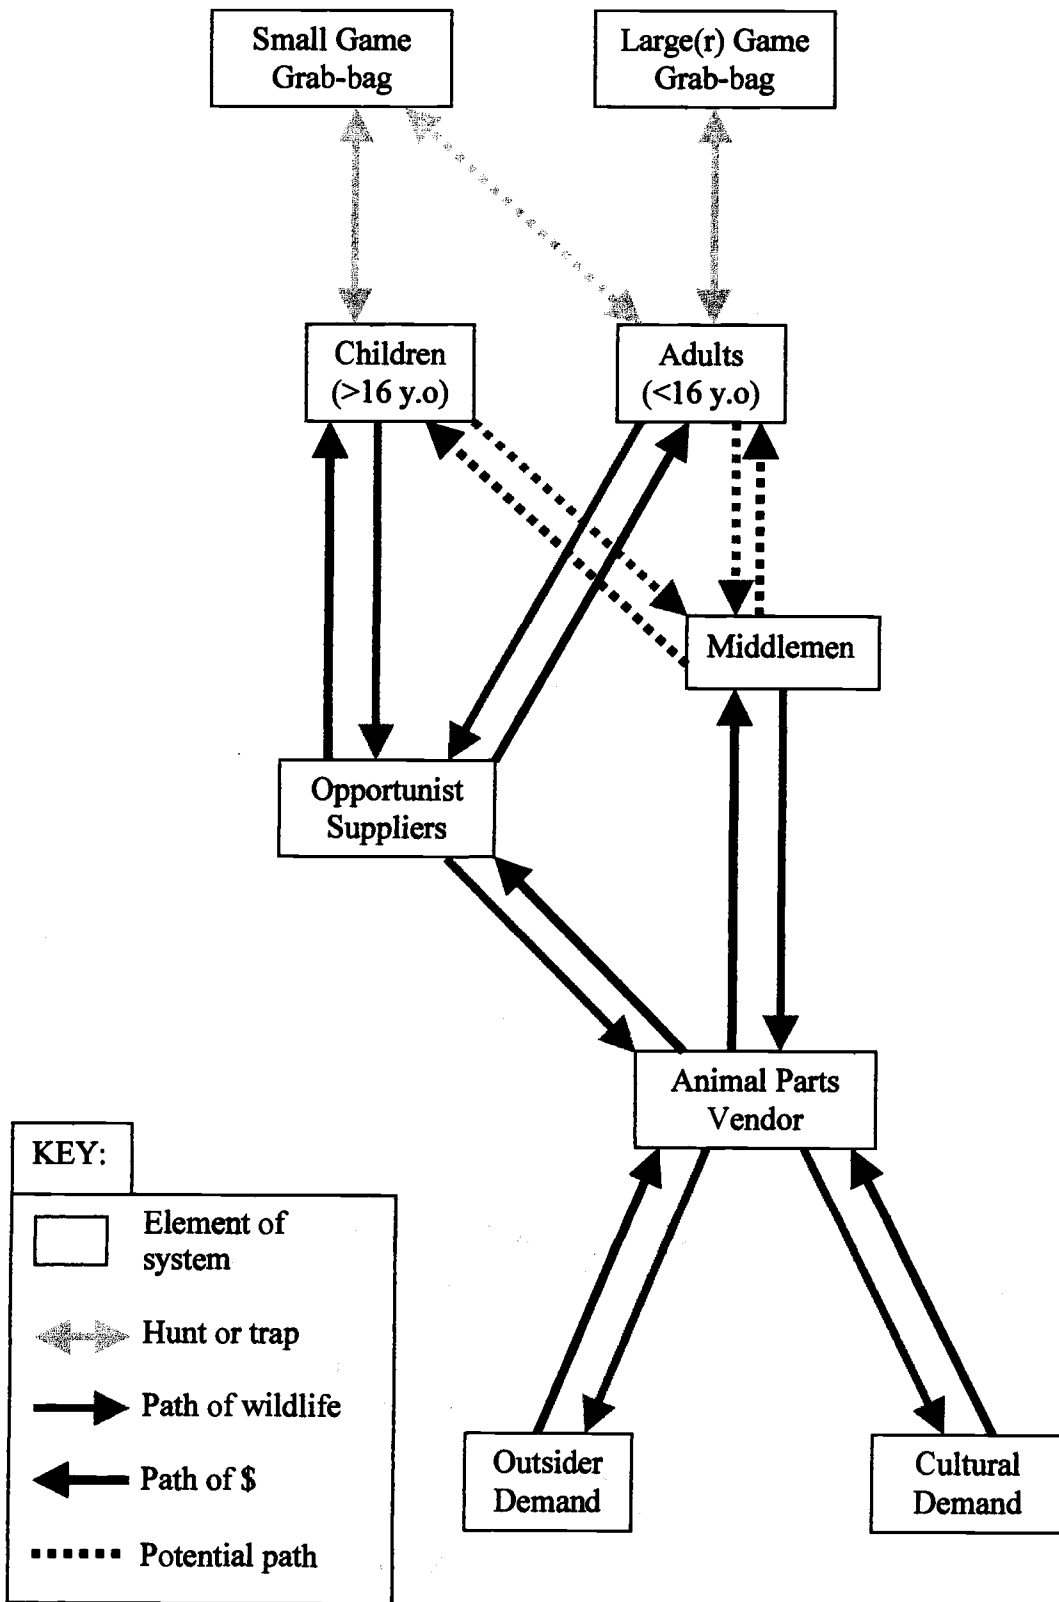 Small Game
Grab-bag
Large(r) Game
Grab-bag
Children
(>16 y.o)
Adults
(<16 y.o)
Middlemen
Opportunist
Suppliers
Animal Parts
Vendor
KEY:
Element of
system
Hunt or trap
Path of wildlife
Path of $
Potential path
Outsider
Demand
Cultural
Demand